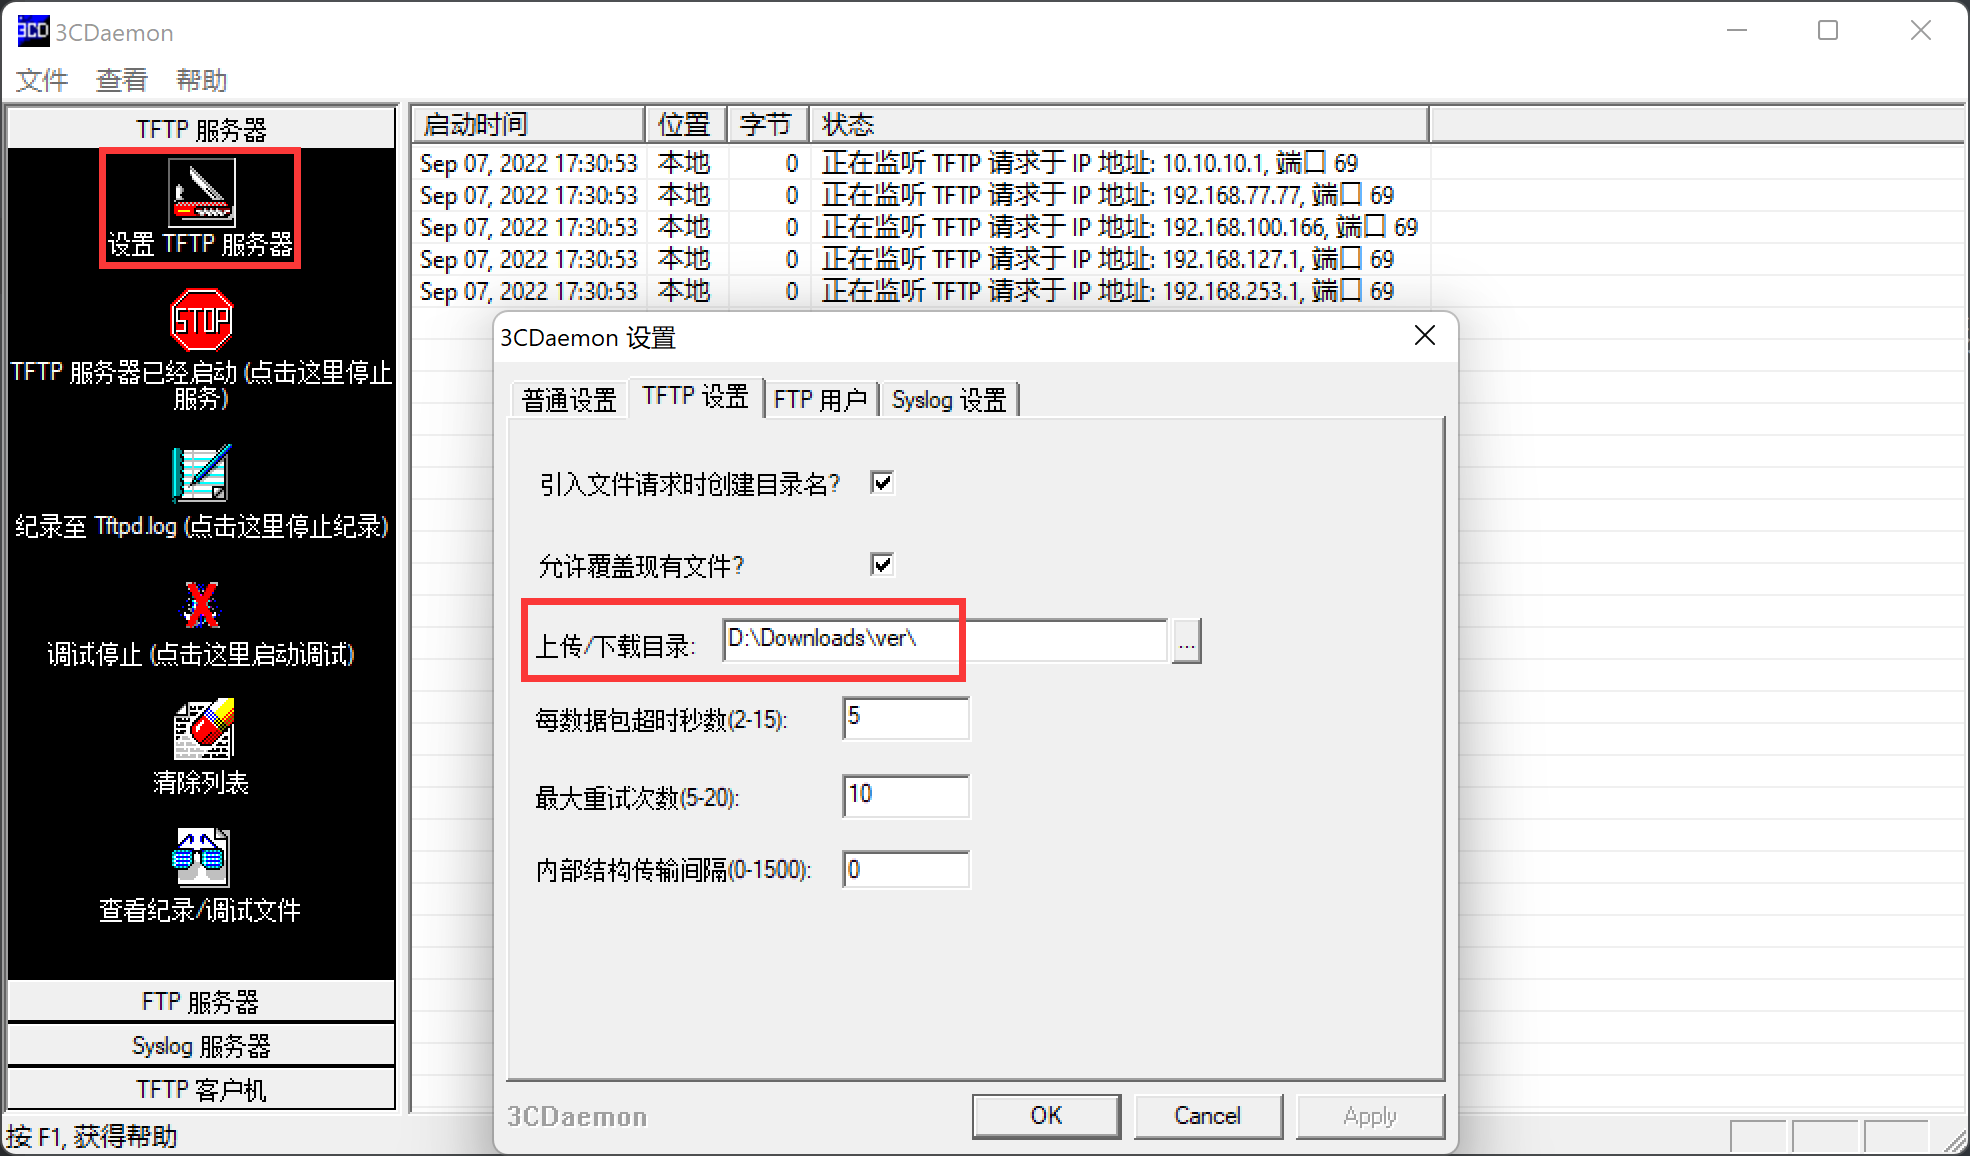 3CD 3CDaemon
文件 查看 帮助
TFTP 服务器
设置 TFTP 服务器
STOP
TFTP 服务器已经启动 (点击这里停止
服务)
纪录至 Tftpd.log (点击这里停止纪录)
调试停止 (点击这里启动调试)
清除列表
查看纪录/调试文件
FTP 服务器
Syslog 服务器
TFTP 客户机
按 F1, 获得帮助
启动时间 位置 字节 状态
Sep 07, 2022 17:30:53 本地 0 正在监听 TFTP 请求于 IP 地址: 10.10.10.1, 端口 69
Sep 07, 2022 17:30:53 本地 0 正在监听 TFTP 请求于 IP 地址: 192.168.77.77, 端口 69
Sep 07, 2022 17:30:53 本地 0 正在监听 TFTP 请求于 IP 地址: 192.168.100.166, 端口 69
Sep 07, 2022 17:30:53 本地 0 正在监听 TFTP 请求于 IP 地址: 192.168.127.1, 端口 69
Sep 07, 2022 17:30:53 本地 0 正在监听 TFTP 请求于 IP 地址: 192.168.253.1, 端口 69
3CDaemon 设置
普通设置 TFTP 设置 FTP 用户 Syslog 设置
引入文件请求时创建目录名?
允许覆盖现有文件?
上传/下载目录: D:\Downloads\ver\ ...
每数据包超时秒数(2-15): 5
最大重试次数(5-20): 10
内部结构传输间隔(0-1500): 0
3CDaemon OK Cancel Apply